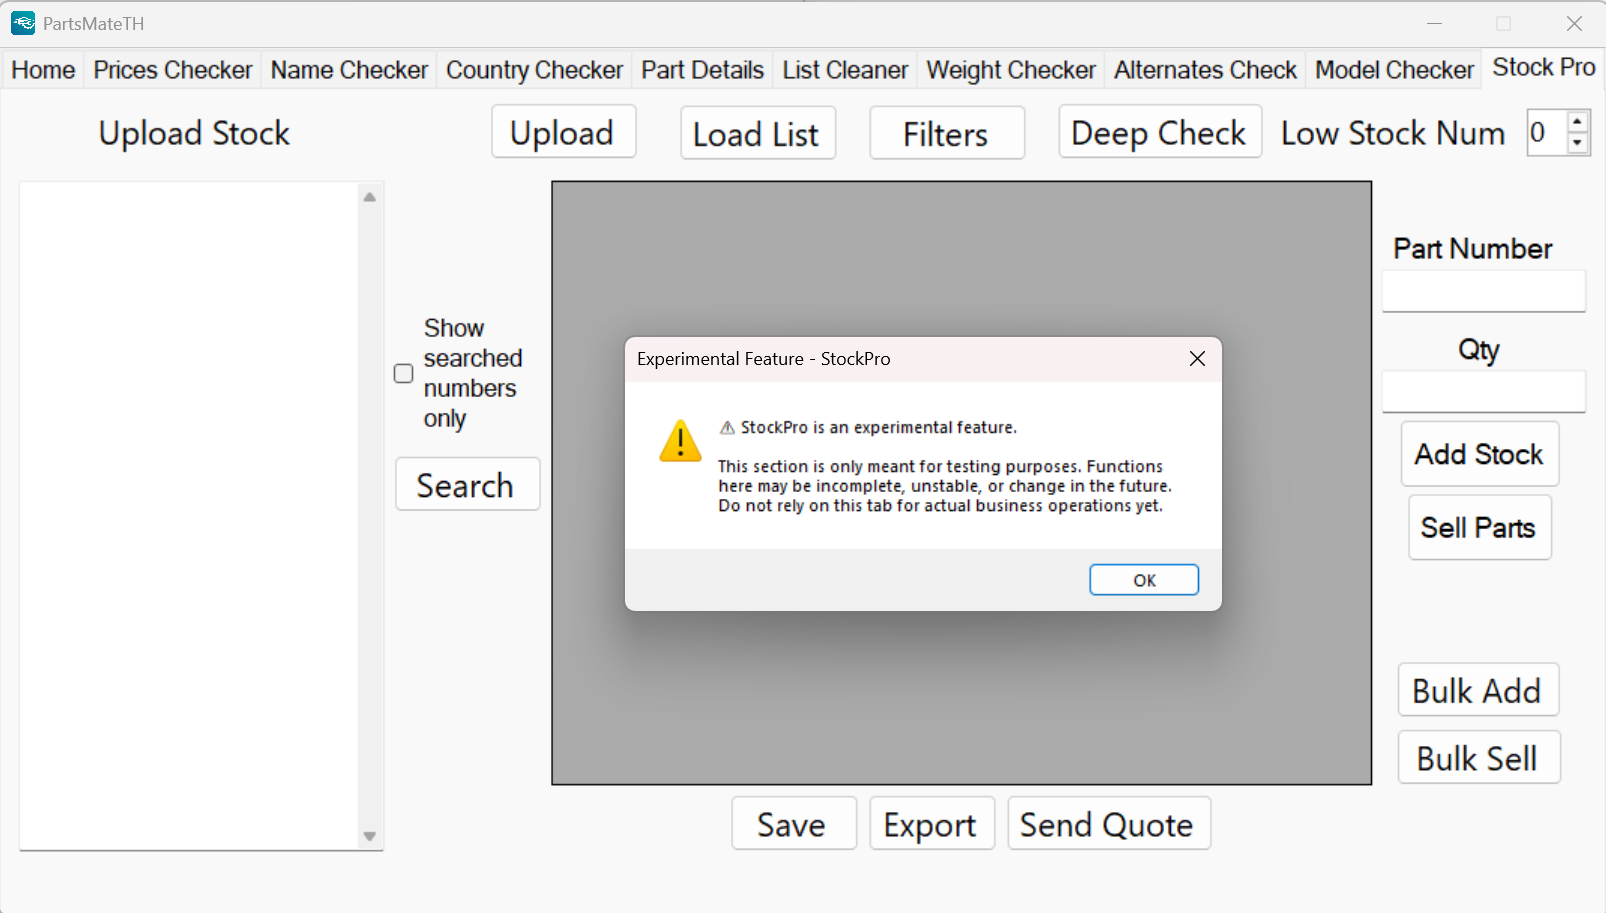 PartsMateTH
Home Prices Checker Name Checker Country Checker Part Details List Cleaner Weight Checker Alternates Check Model Checker Stock Pro
Upload Stock Upload Load List Filters Deep Check Low Stock Num 0
Show
searched
numbers
only
Search
Experimental Feature - StockPro
⚠ StockPro is an experimental feature.
This section is only meant for testing purposes. Functions
here may be incomplete, unstable, or change in the future.
Do not rely on this tab for actual business operations yet.
OK
Part Number
Qty
Add Stock
Sell Parts
Bulk Add
Bulk Sell
Save Export Send Quote